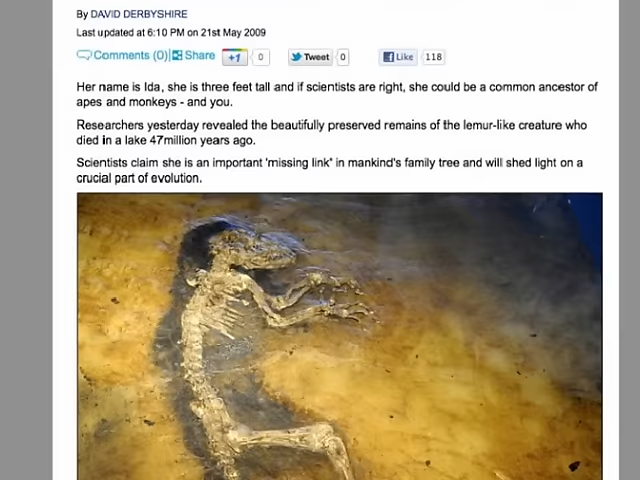 By DAVID DERBYSHIRE
Last updated at 6:10 PM on 21st May 2009
Comments (0) Share +1 0 Tweet 0 Like 118
Her name is Ida, she is three feet tall and if scientists are right, she could be a common ancestor of
apes and monkeys - and you.
Researchers yesterday revealed the beautifully preserved remains of the lemur-like creature who
died in a lake 47million years ago.
Scientists claim she is an important 'missing link' in mankind's family tree and will shed light on a
crucial part of evolution.